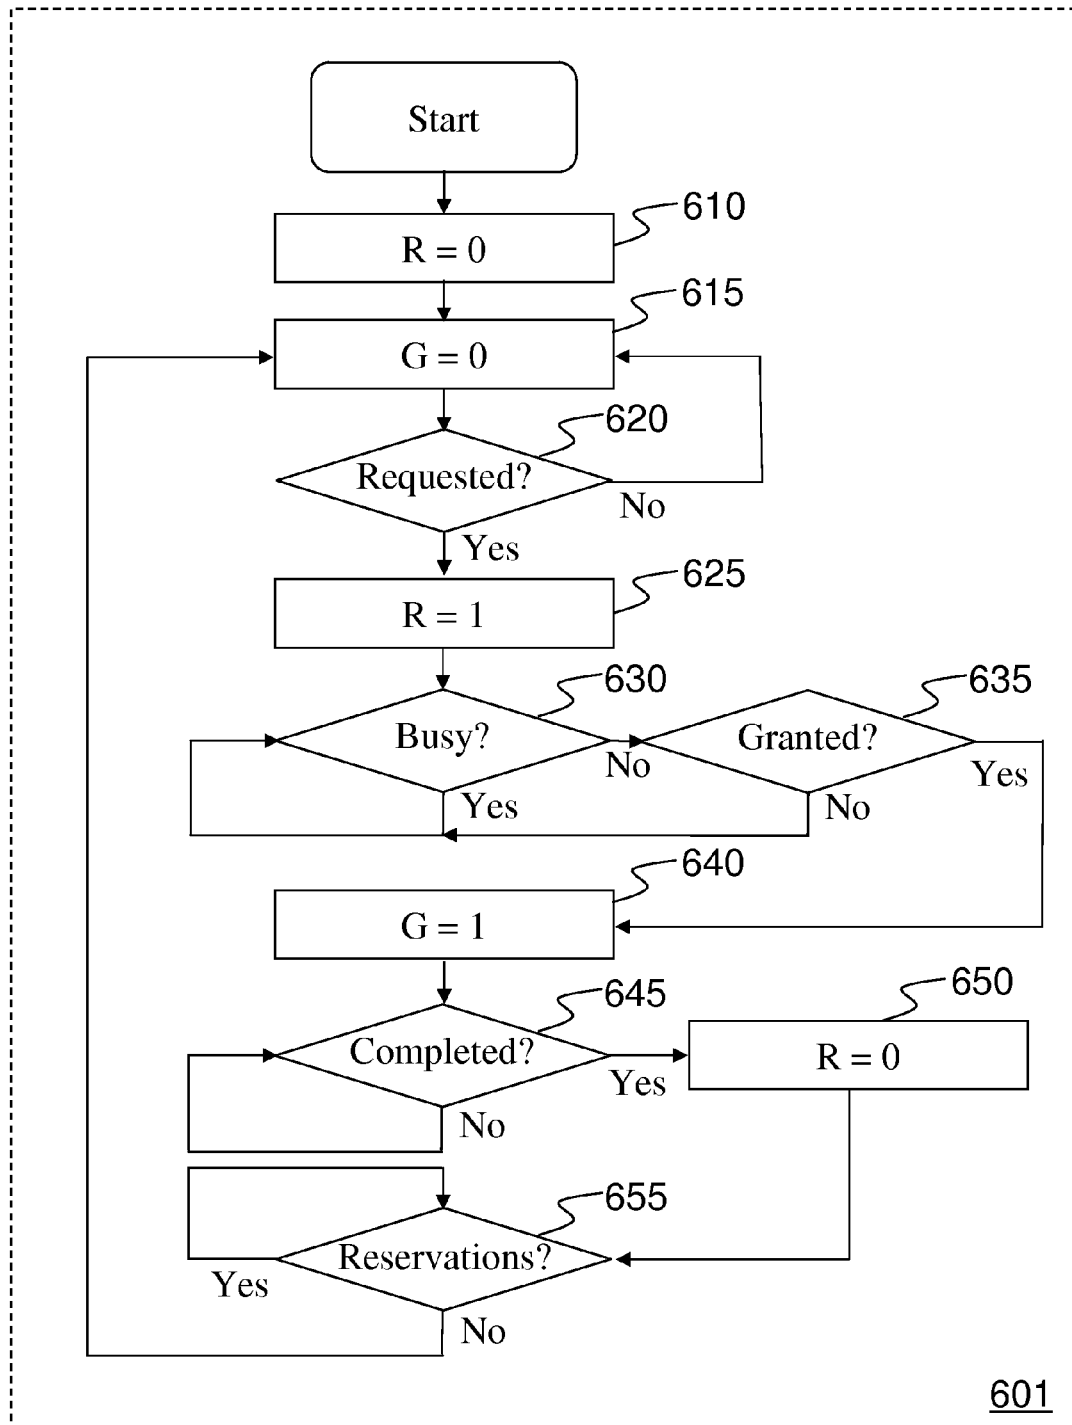 Start
610
R = 0
615
G = 0
620
Requested?
No
Yes
625
R = 1
630
635
Busy?
Granted?
No
Yes
Yes
No
640
G = 1
645
650
Completed?
R = 0
Yes
No
655
Reservations?
Yes
No
601